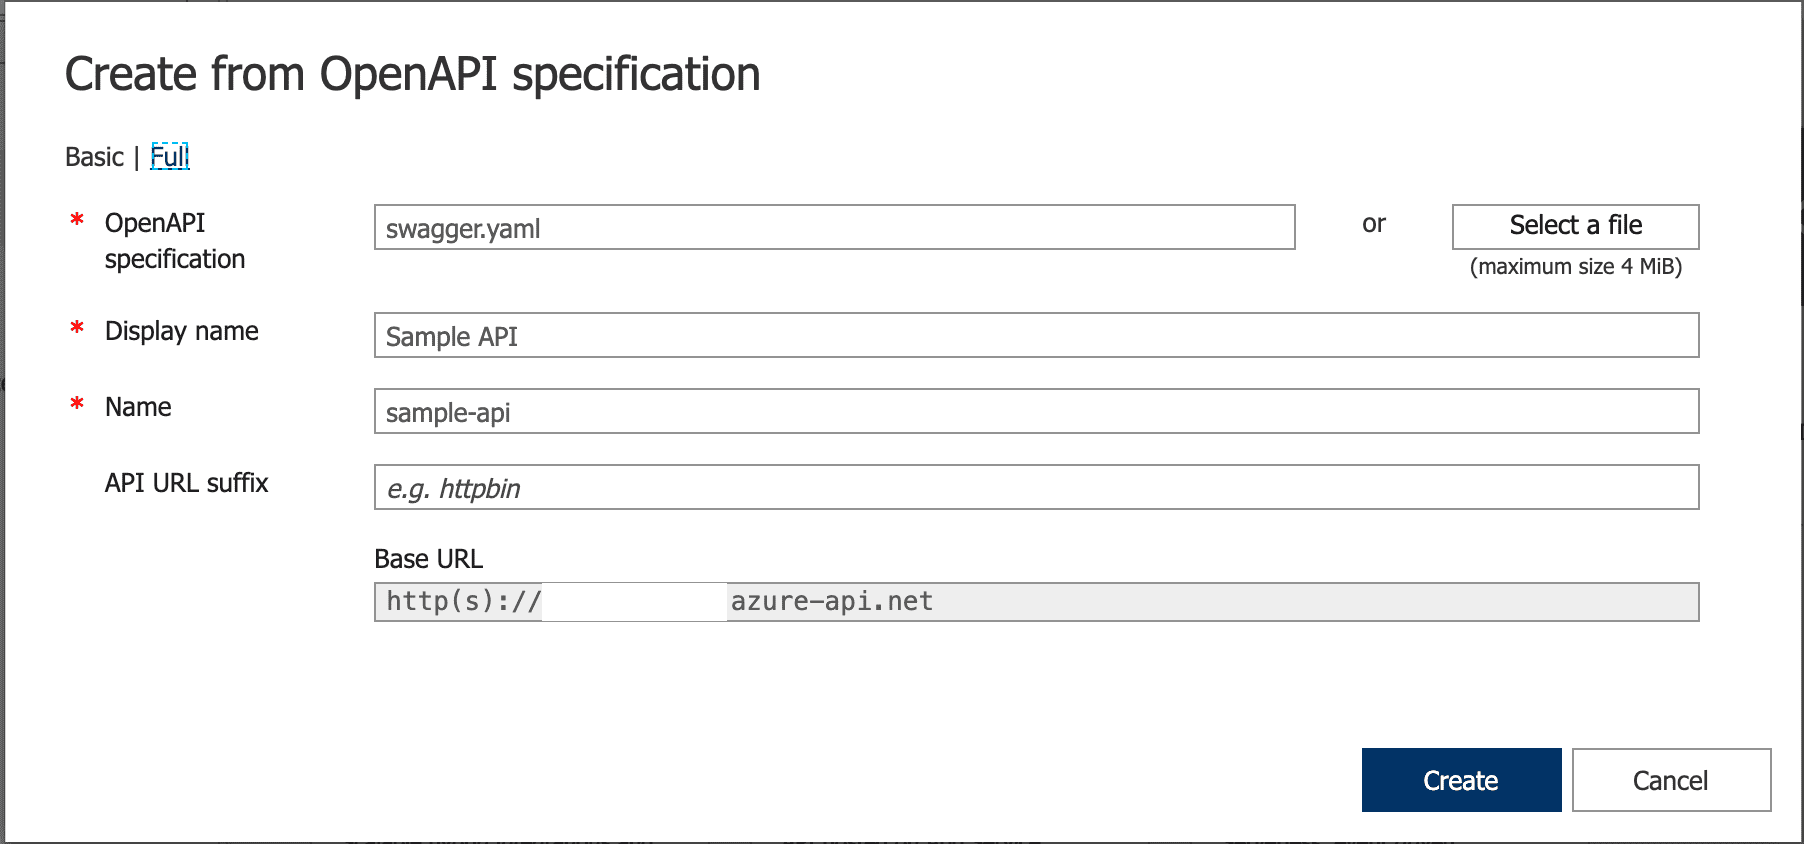 Create from OpenAPI specification
Basic | Full
* OpenAPI
specification
swagger.yaml
or
Select a file
(maximum size 4 MiB)
* Display name
Sample API
* Name
sample-api
API URL suffix
e.g. httpbin
Base URL
http(s)://
azure-api.net
Create
Cancel